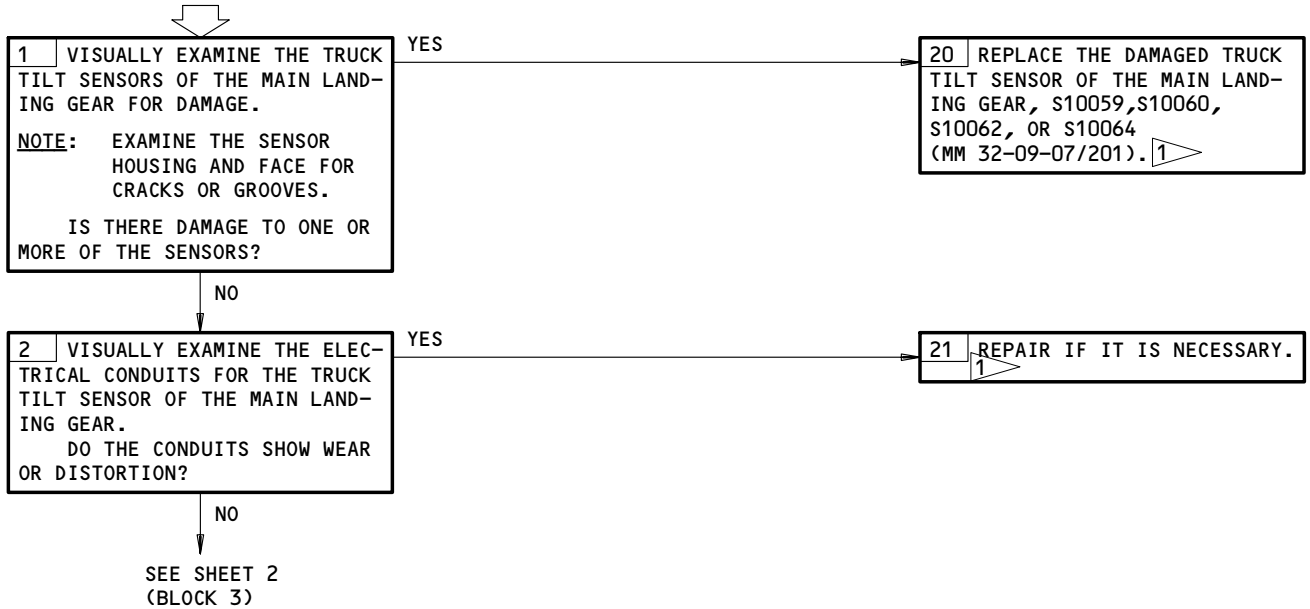 1 VISUALLY EXAMINE THE TRUCK
TILT SENSORS OF THE MAIN LAND-
ING GEAR FOR DAMAGE.
NOTE: EXAMINE THE SENSOR
HOUSING AND FACE FOR
CRACKS OR GROOVES.
IS THERE DAMAGE TO ONE OR
MORE OF THE SENSORS?
YES
20 REPLACE THE DAMAGED TRUCK
TILT SENSOR OF THE MAIN LAND-
ING GEAR, S10059,S10060,
S10062, OR S10064
(MM 32-09-07/201). 1
NO
2 VISUALLY EXAMINE THE ELEC-
TRICAL CONDUITS FOR THE TRUCK
TILT SENSOR OF THE MAIN LAND-
ING GEAR.
DO THE CONDUITS SHOW WEAR
OR DISTORTION?
YES
21 REPAIR IF IT IS NECESSARY.
1
NO
SEE SHEET 2
(BLOCK 3)